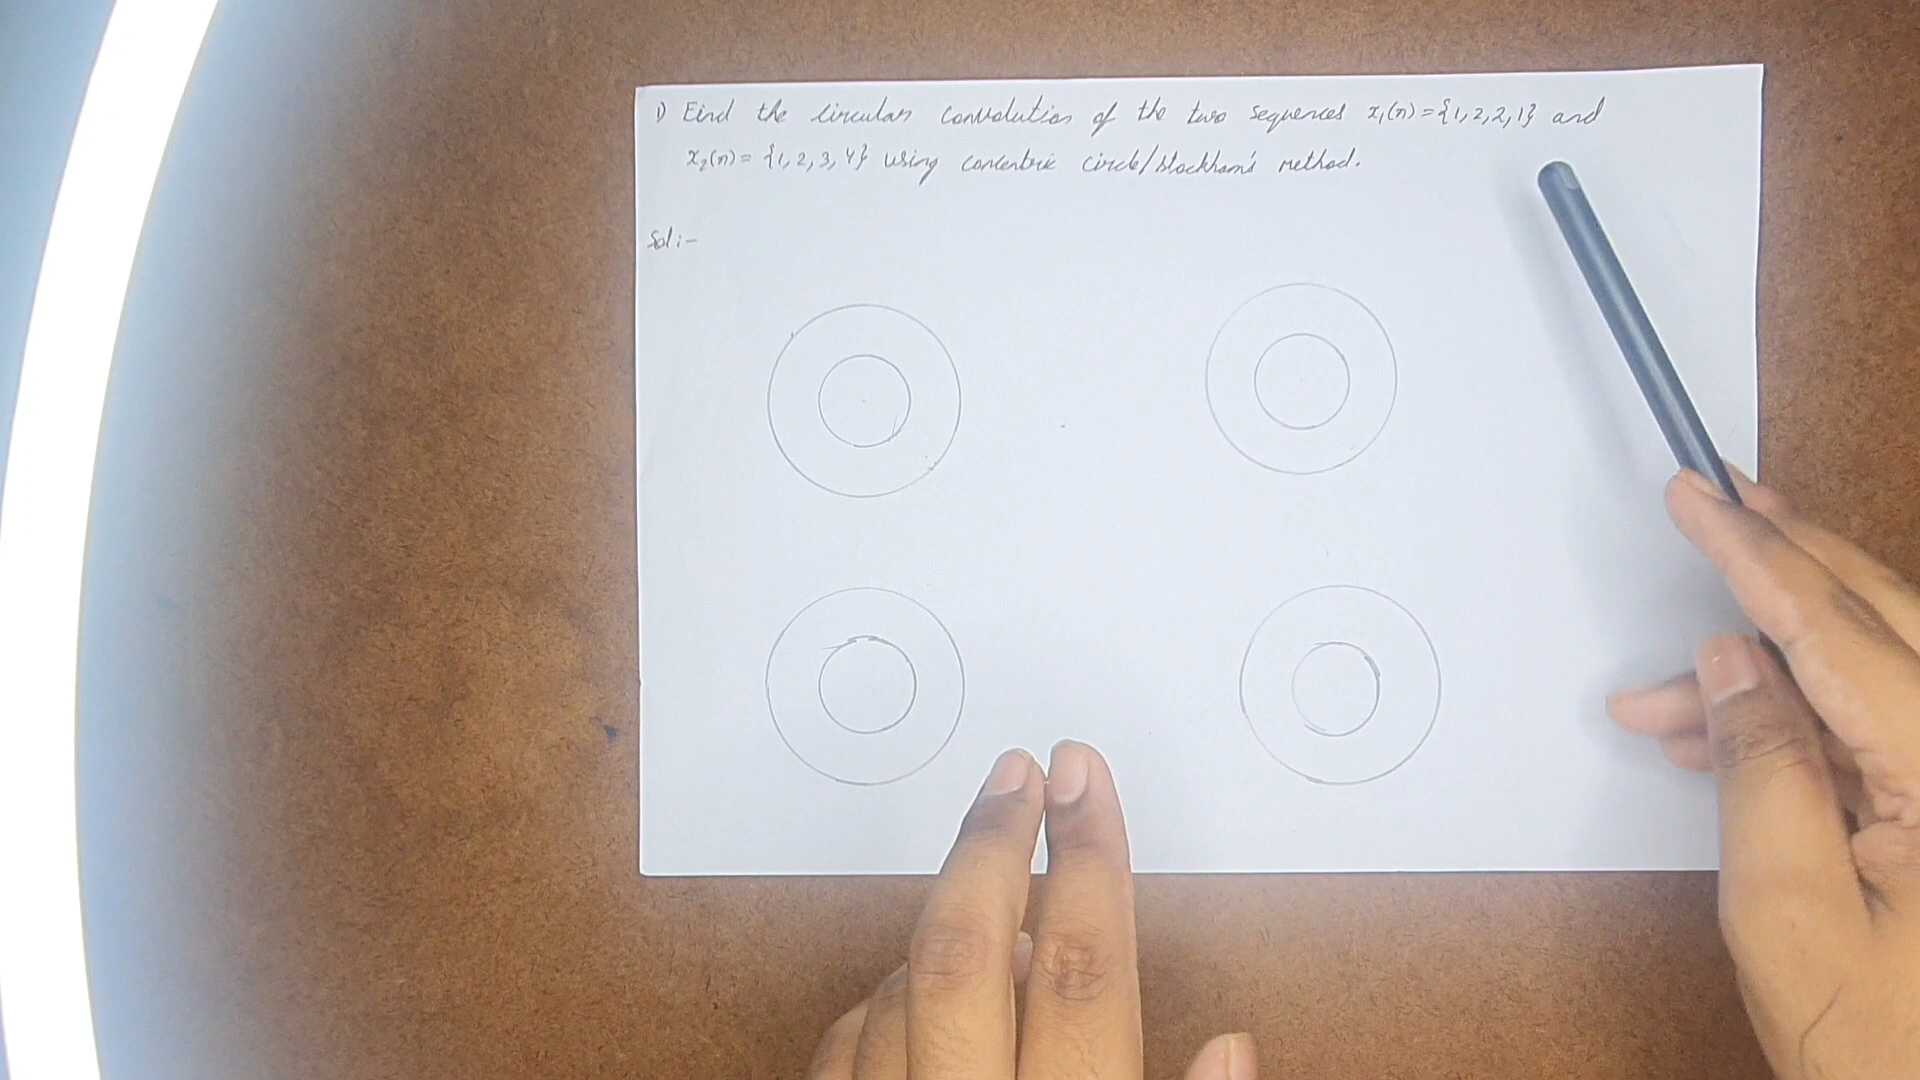 1) Find the circular convolution of the two sequences x₁(n)={1,2,2,1} and
x₂(n)= {1,2,3,4} using concentric circle/stockham's method.
Sol:-